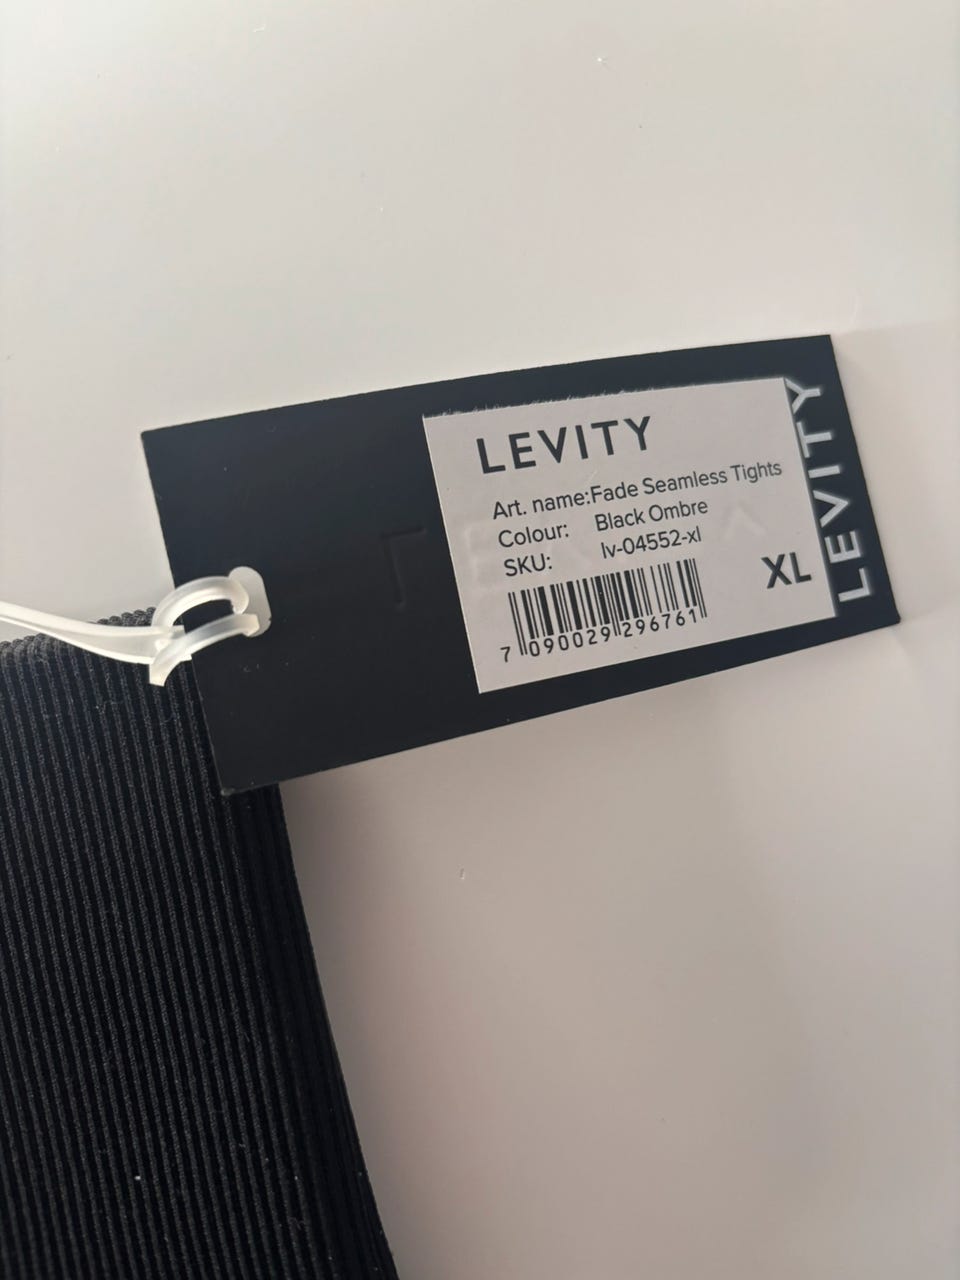 LEVITY
Art. name:Fade Seamless Tights
Colour: Black Ombre
SKU: lv-04552-xl
XL
7 090029 296761
LEVITY